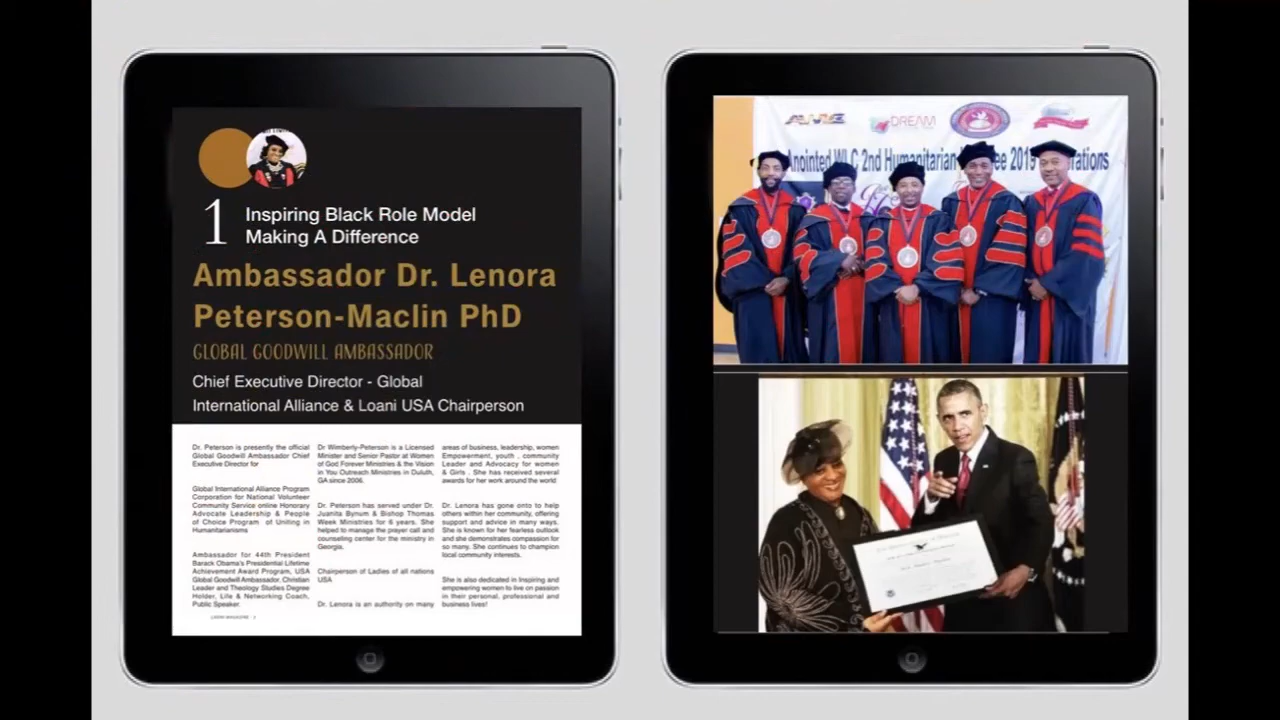 1
Inspiring Black Role Model
Making A Difference
Ambassador Dr. Lenora
Peterson-Maclin PhD
GLOBAL GOODWILL AMBASSADOR
Chief Executive Director - Global
International Alliance & Loani USA Chairperson
Dr. Peterson is presently the official
Global Goodwill Ambassador Chief
Executive Director for
Global International Alliance Program
Corporation for National Volunteer
Community Service online Honorary
Advocate Leadership & People
of Choice Program of Uniting in
Humanitarianoms
Ambassador for 44th President
Barack Obama's Presidential Lifetime
Achievement Award Program, USA
Global Goodwill Ambassador, Christian
Leader and Theology Studies Degree
Holder, Life & Networking Coach,
Public Speaker.
Dr Wimberly-Peterson is a Licensed
Minister and Senior Pastor at Women
of God Forever Ministries & the Vision
in You Outreach Ministries in Duluth,
GA since 2006.
Dr. Peterson has served under Dr.
Juanita Bynum & Bishop Thomas
Week Ministries for 6 years. She
helped to manage the prayer call and
counseling center for the ministry in
Georgia.
Chairperson of Ladies of all nations
USA
Dr. Lenora is an authority on many
areas of business, leadership, women
Empowerment, youth , community
Leader and Advocacy for women
& Girls . She has received several
awards for her work around the world
Dr. Lenora has gone onto to help
others within her community, offering
support and advice in many ways.
She is known for her fearless outlook
and she demonstrates compassion for
so many. She continues to champion
local community interests.
She is also dedicated in Inspiring and
empowering women to live on passion
in their personal, professional and
business lives!
LOANI MAGAZINE 2
DREAM
Anointed WLC 2nd Humanitarian 2019